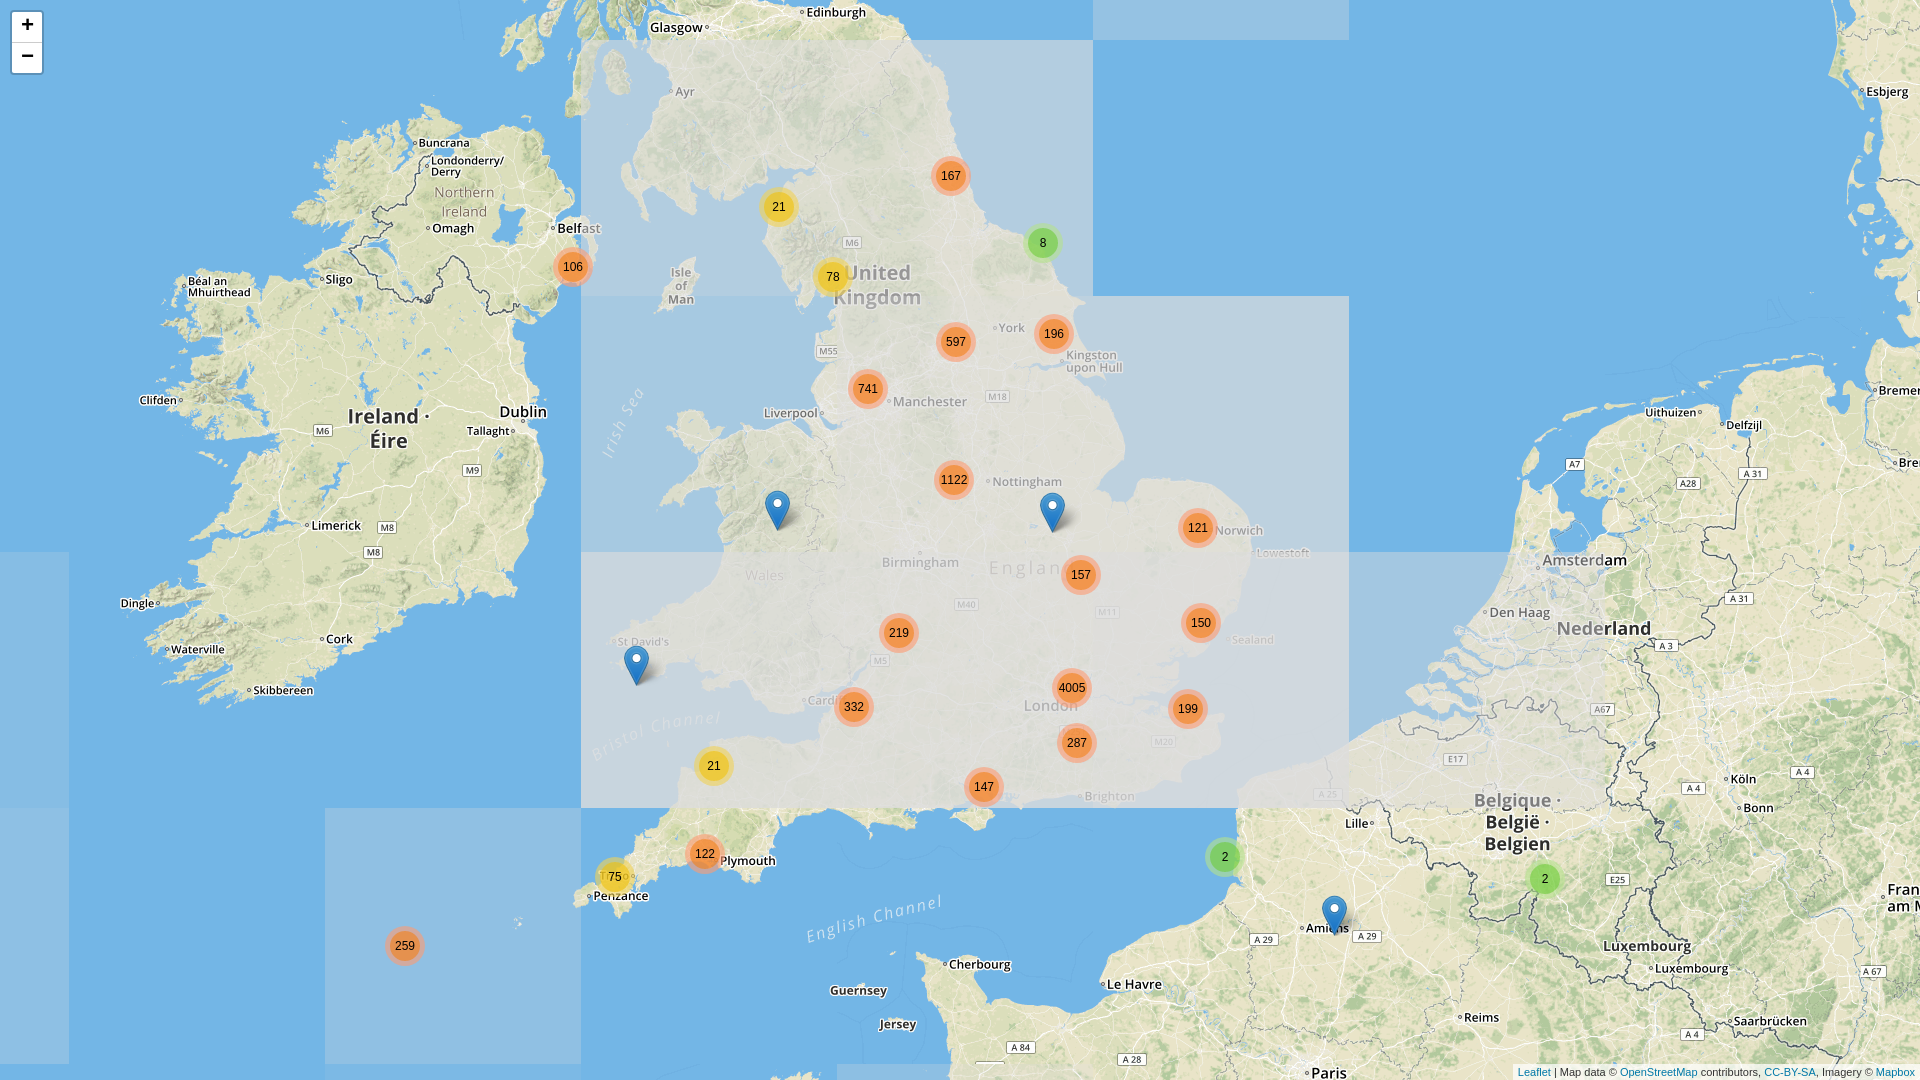 +
−
Edinburgh
Glasgow
Ayr
Esbjerg
Buncrana
Londonderry/
Derry
Northern
Ireland
Omagh
Belfast
167
21
8
106
M6
78
United
Kingdom
Isle
of
Man
Sligo
Béal an
Mhuirthead
York
196
597
M55
Kingston
upon Hull
741
Manchester
M18
Liverpool
Irish Sea
Clifden
Ireland ·
Éire
Dublin
Tallaght
M6
M9
Uithuizen
Delfzijl
A7
A 31
A28
1122
Nottingham
Limerick
M8
M8
121
Norwich
Lowestoft
Birmingham
Wales
157
Amsterdam
Den Haag
A 31
Nederland
A 3
Dingle
Cork
Waterville
Skibbereen
St David's
219
M40
M11
150
Sealand
M5
332
4005
London
199
287
M20
Bristol Channel
21
147
Brighton
A 25
E17
A67
Köln
A 4
A 4
Bonn
Belgique ·
België ·
Belgien
Lille
122
Plymouth
75
Penzance
2
2
E25
259
English Channel
Amiens
A 29
A 29
Luxembourg
Luxembourg
A 67
Cherbourg
Guernsey
Le Havre
Jersey
Reims
Saarbrücken
A 4
A 84
A 28
Paris
Leaflet | Map data © OpenStreetMap contributors, CC-BY-SA, Imagery © Mapbox